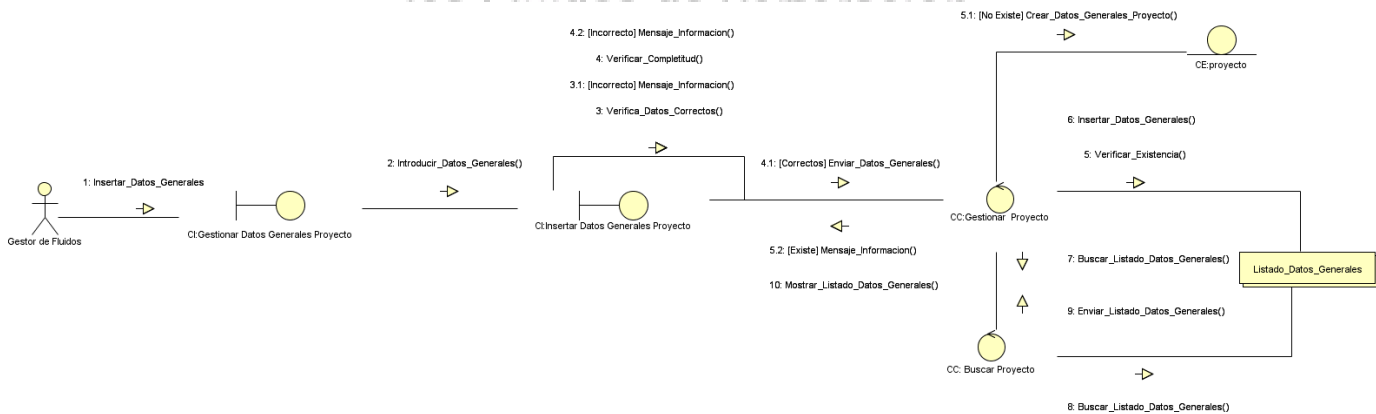 5.1: [No Existe] Crear_Datos_Generales_Proyecto()
4.2: [Incorrecto] Mensaje_Informacion()
4: Verificar_Completitud()
3.1: [Incorrecto] Mensaje_Informacion()
3: Verifica_Datos_Correctos()
CE:proyecto
6: Insertar_Datos_Generales()
5: Verificar_Existencia()
2: Introducir_Datos_Generales()
4.1: [Correctos] Enviar_Datos_Generales()
1: Insertar_Datos_Generales
Gestor de Fluidos
CI:Gestionar Datos Generales Proyecto
CI:Insertar Datos Generales Proyecto
CC:Gestionar Proyecto
5.2: [Existe] Mensaje_Informacion()
7: Buscar_Listado_Datos_Generales()
Listado_Datos_Generales
10: Mostrar_Listado_Datos_Generales()
9: Enviar_Listado_Datos_Generales()
CC: Buscar Proyecto
8: Buscar_Listado_Datos_Generales()